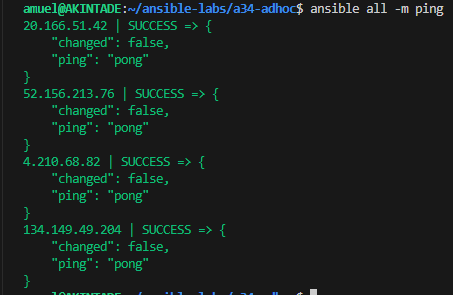 amuel@AKINTADE:~/ansible-labs/a34-adhoc$ ansible all -m ping
20.166.51.42 | SUCCESS => {
    "changed": false,
    "ping": "pong"
}
52.156.213.76 | SUCCESS => {
    "changed": false,
    "ping": "pong"
}
4.210.68.82 | SUCCESS => {
    "changed": false,
    "ping": "pong"
}
134.149.49.204 | SUCCESS => {
    "changed": false,
    "ping": "pong"
}